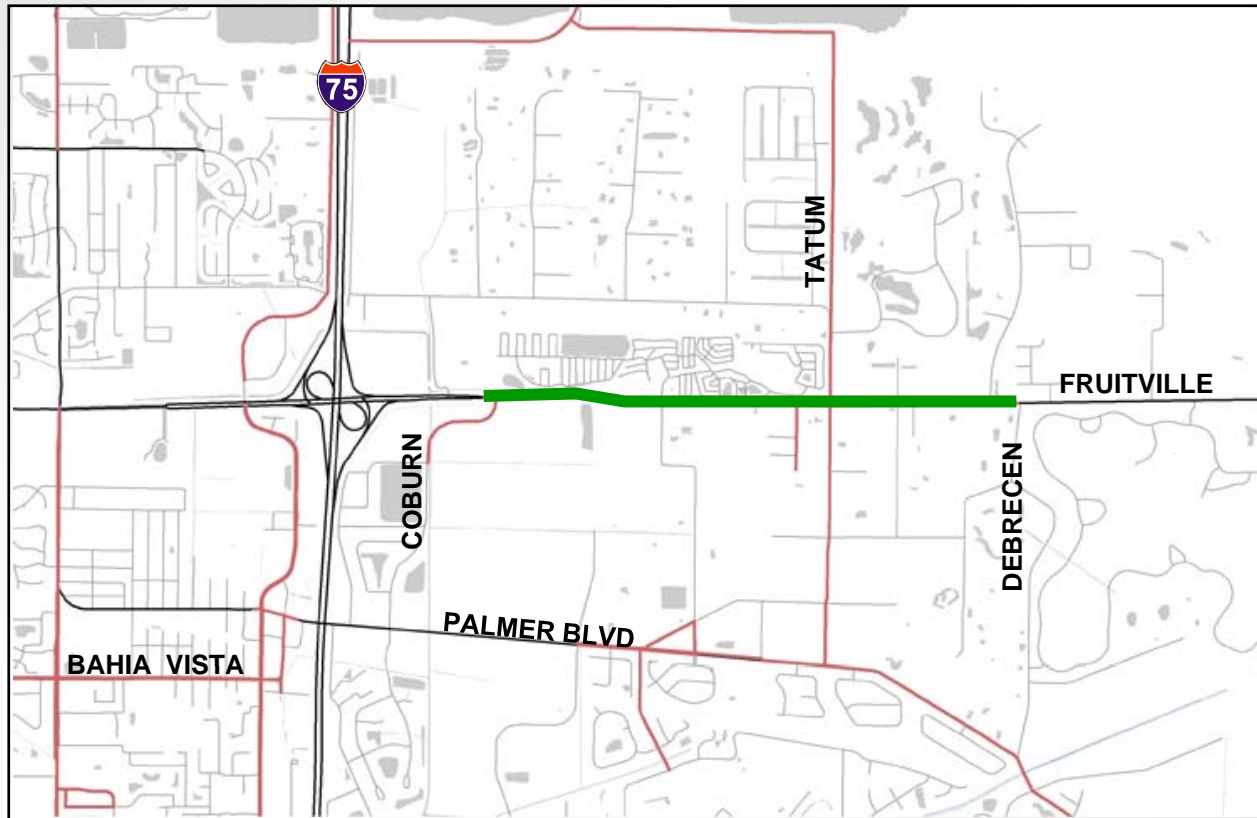 75
TATUM
FRUITVILLE
COBURN
DEBRECEN
PALMER BLVD
BAHIA VISTA